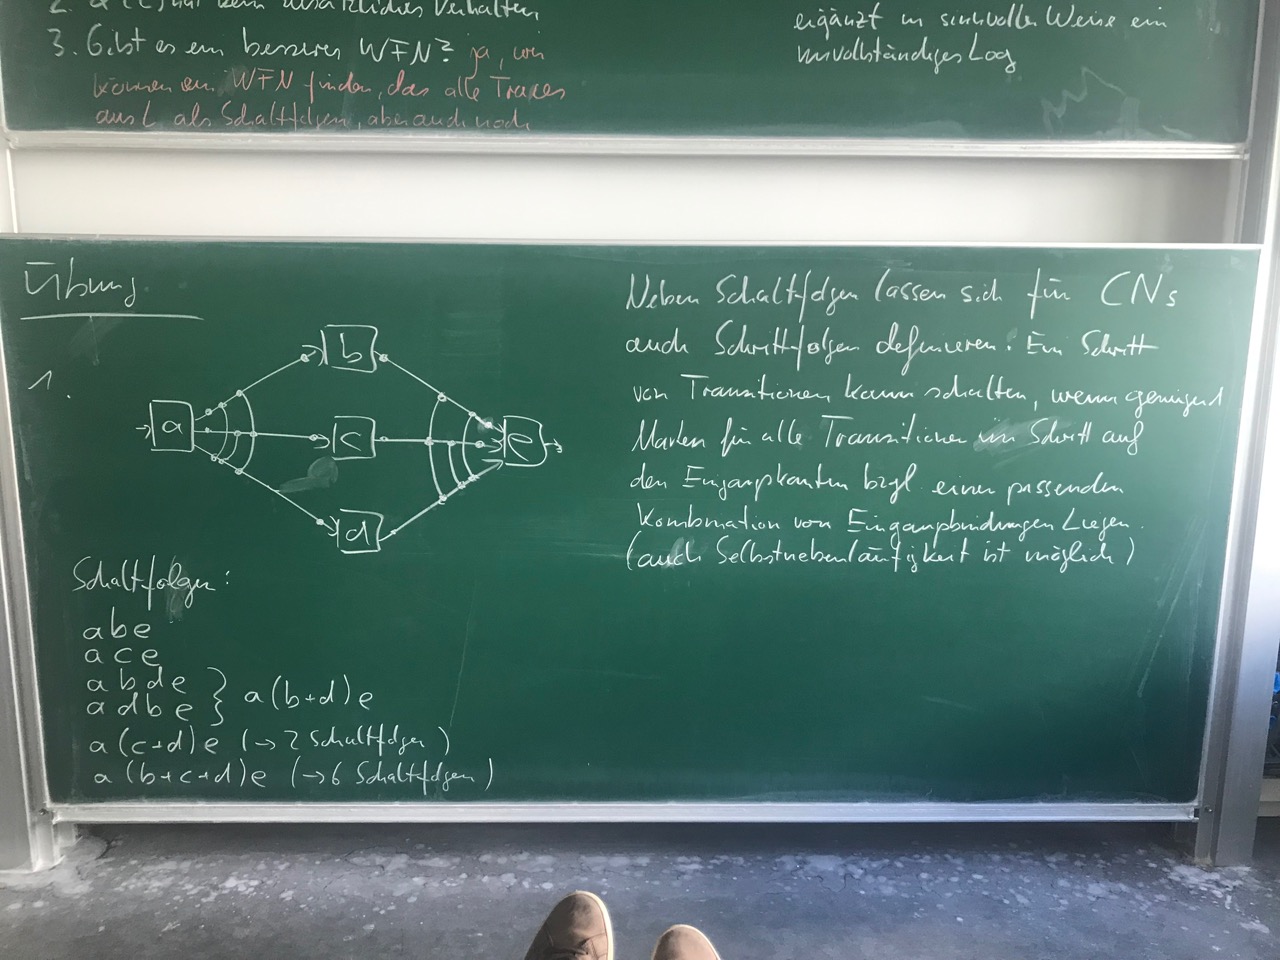 2. α(L) hat kein zusätzliches Verhalten,
3. Gibt es ein besseres WFN? ja, wir
können ein WFN finden, das alle Traces
aus L als Schaltfolgen, aber auch noch
ergänzt in sinnvoller Weise ein
unvollständiges Log
Übung
1.
b
a
c
e
d
Schaltfolgen:
abe
ace
abde
adbe } a(b+d)e
a(c+d)e (→ 2 Schaltfolgen)
a(b+c+d)e (→ 6 Schaltfolgen)
Neben Schaltfolgen lassen sich für CNs
auch Schrittfolgen definieren: Ein Schritt
von Transitionen kann schalten, wenn genügend
Marken für alle Transitionen im Schritt auf
den Eingangskanten bzgl einer passenden
Kombination von Eingangsbindungen liegen.
(auch Selbstnebenläufigkeit ist möglich)